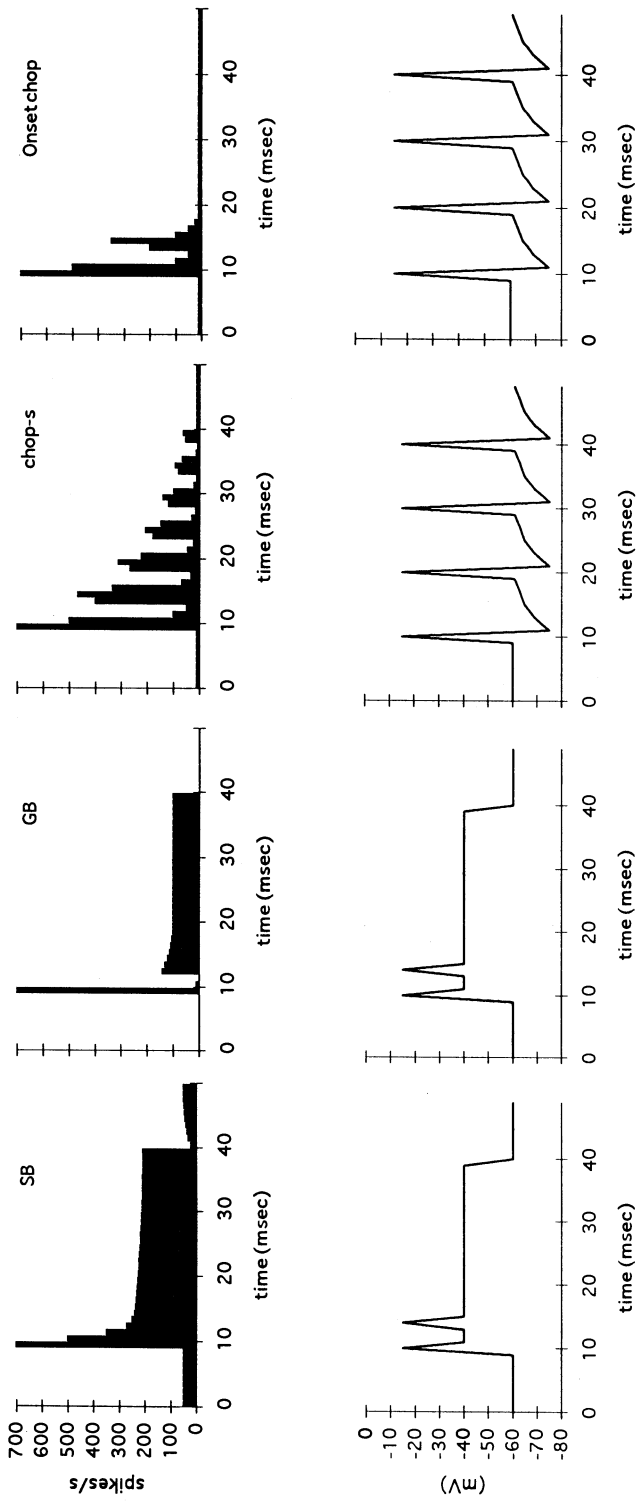 SB
GB
chop-s
Onset chop
spikes/s
700
600
500
400
300
200
100
0
0 10 20 30 40
0 10 20 30 40
0 10 20 30 40
0 10 20 30 40
time (msec)
time (msec)
time (msec)
time (msec)
(mV)
0
-10
-20
-30
-40
-50
-60
-70
-80
0 10 20 30 40
0 10 20 30 40
0 10 20 30 40
0 10 20 30 40
time (msec)
time (msec)
time (msec)
time (msec)